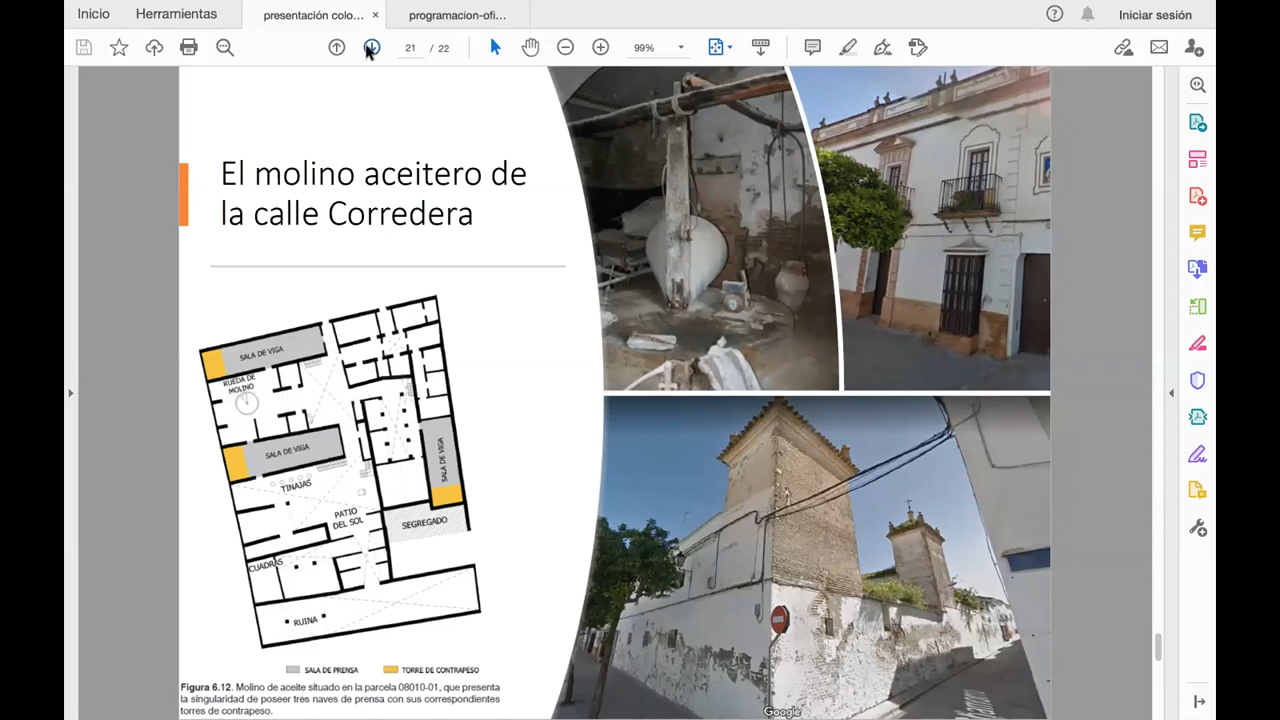 Inicio
Herramientas
presentación colo... ×
programacion-ofi...
Iniciar sesión
21 / 22
99%
El molino aceitero de
la calle Corredera
SALA DE VIGA
RUEDA DE
MOLINO
SALA DE VIGA
SALA DE VIGA
TINAJAS
PATIO
DEL SOL
SEGREGADO
CUADRAS
RUINA
SALA DE PRENSA
TORRE DE CONTRAPESO
Figura 6.12. Molino de aceite situado en la parcela 08010-01, que presenta
la singularidad de poseer tres naves de prensa con sus correspondientes
torres de contrapeso.
Google